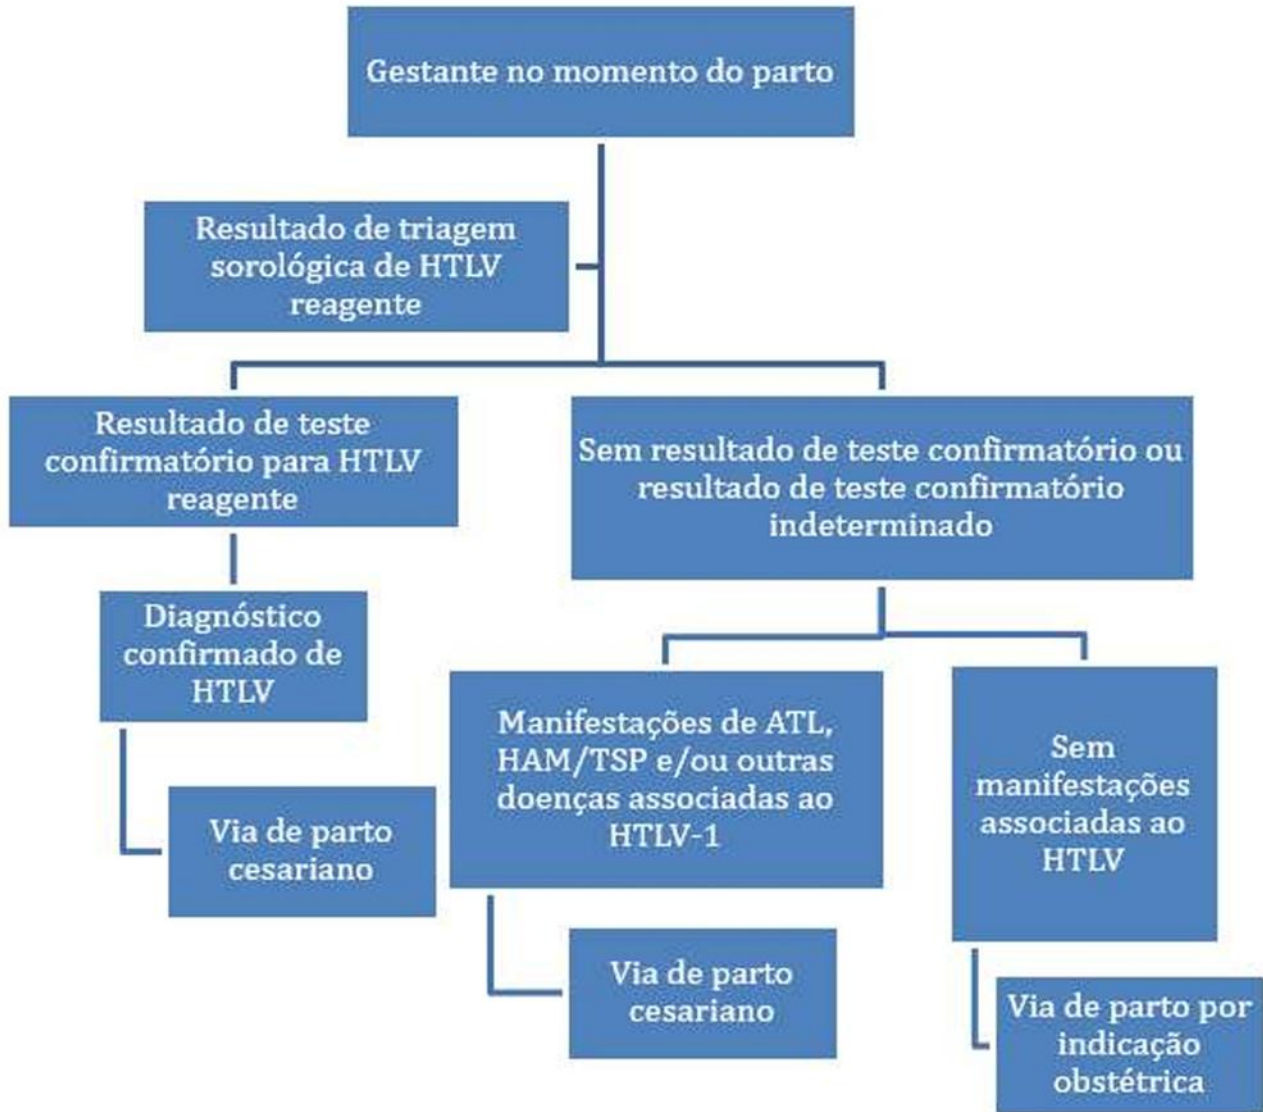 Gestante no momento do parto
Resultado de triagem
sorológica de HTLV
reagente
Resultado de teste
confirmatório para HTLV
reagente
Sem resultado de teste confirmatório ou
resultado de teste confirmatório
indeterminado
Diagnóstico
confirmado de
HTLV
Via de parto
cesariano
Manifestações de ATL,
HAM/TSP e/ou outras
doenças associadas ao
HTLV-1
Via de parto
cesariano
Sem
manifestações
associadas ao
HTLV
Via de parto por
indicação
obstétrica